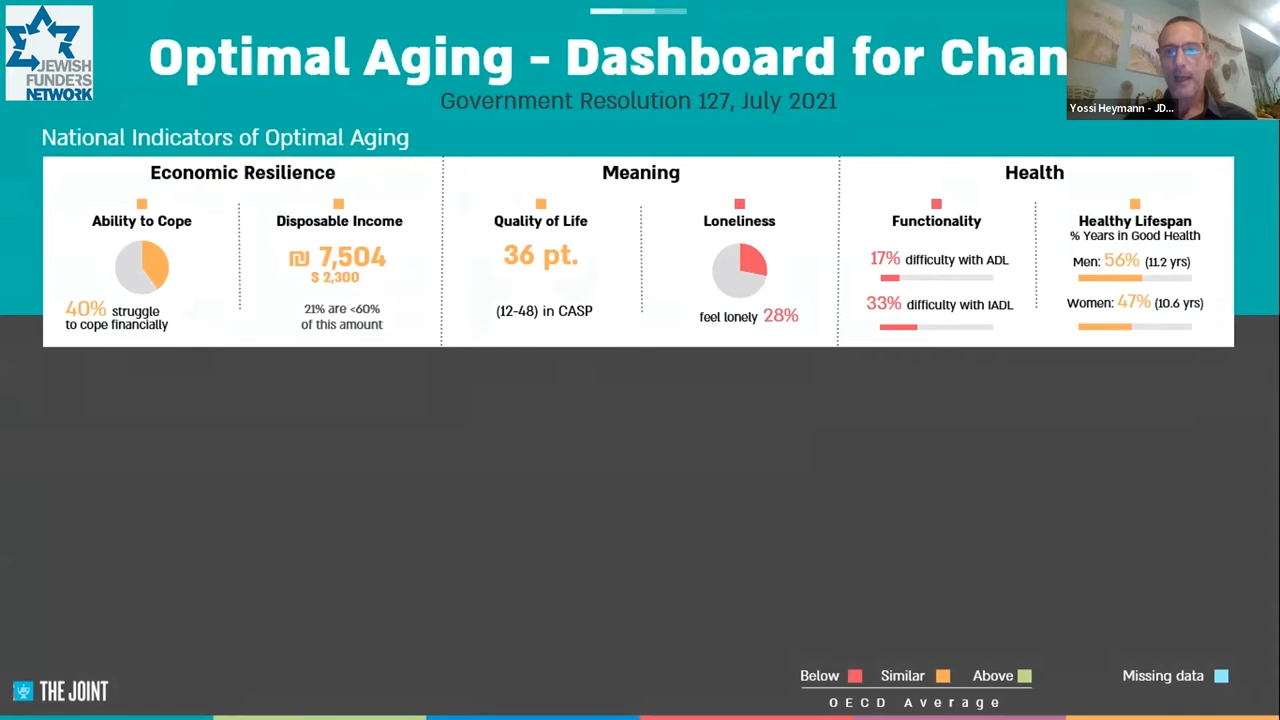 JEWISH
FUNDERS
NETWORK
Optimal Aging - Dashboard for Chan
Government Resolution 127, July 2021
Yossi Heymann - JD...
National Indicators of Optimal Aging
Economic Resilience
Ability to Cope
40% struggle
to cope financially
Disposable Income
₪ 7,504
$ 2,300
21% are <60%
of this amount
Meaning
Quality of Life
36 pt.
(12-48) in CASP
Loneliness
feel lonely 28%
Health
Functionality
17% difficulty with ADL
33% difficulty with IADL
Healthy Lifespan
% Years in Good Health
Men: 56% (11.2 yrs)
Women: 47% (10.6 yrs)
THE JOINT
Below Similar Above Missing data
OECD Average